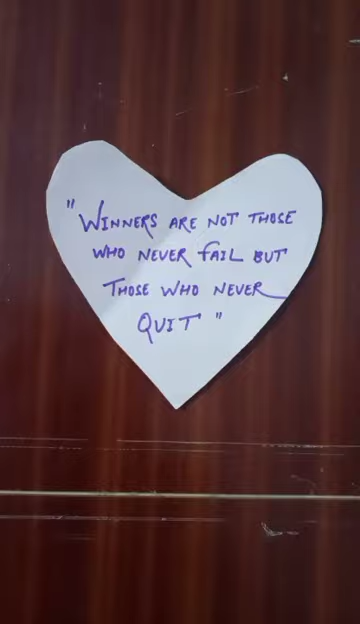 "WINNERS ARE NOT THOSE
WHO NEVER FAIL BUT
THOSE WHO NEVER
QUIT"